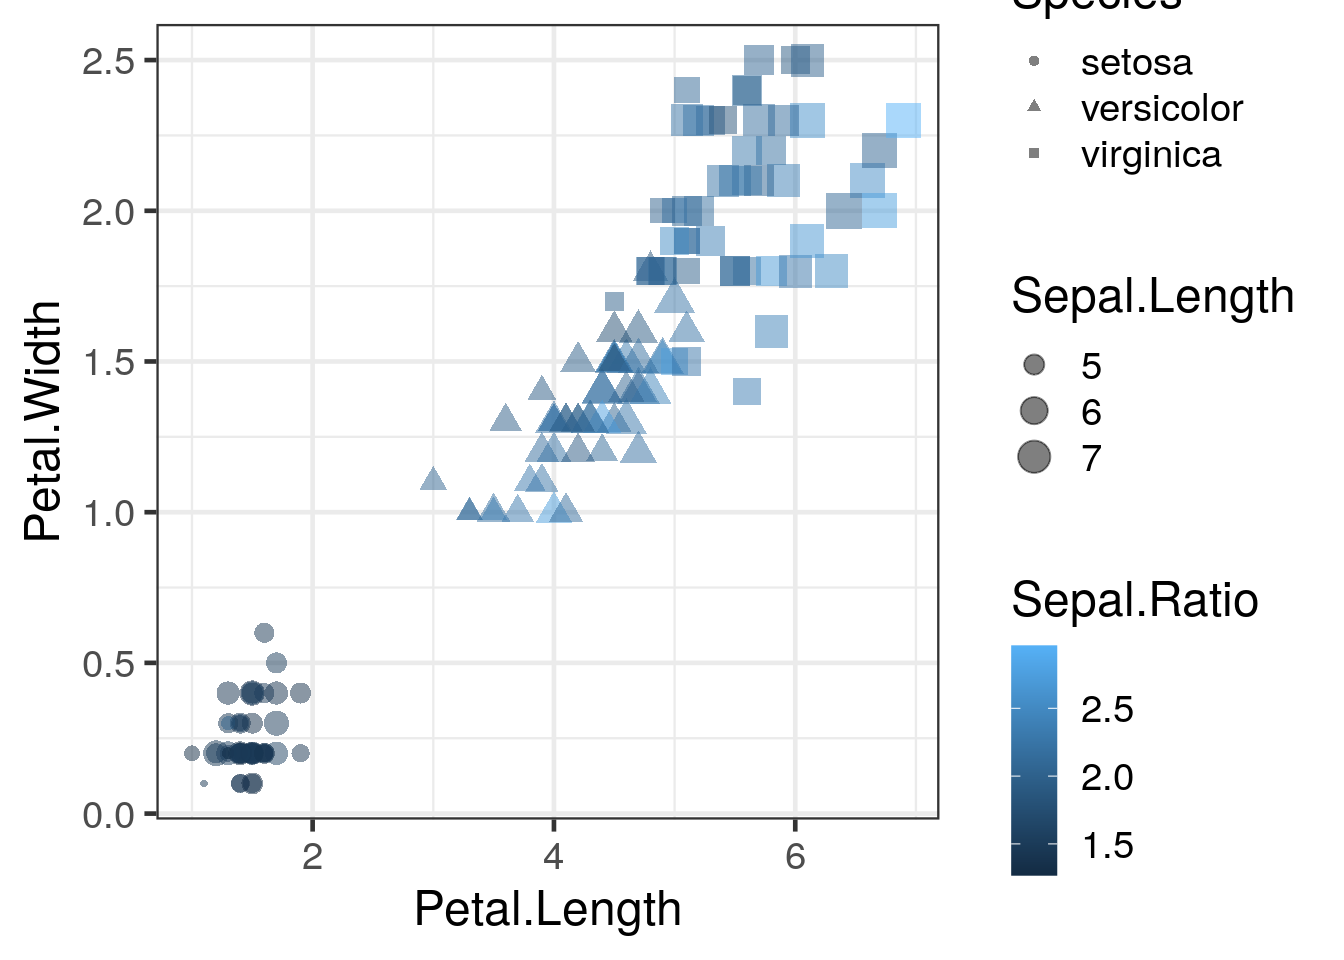 Species
setosa
versicolor
virginica
Sepal.Length
5
6
7
Sepal.Ratio
2.5
2.0
1.5
Petal.Width
2.5
2.0
1.5
1.0
0.5
0.0
2 4 6
Petal.Length